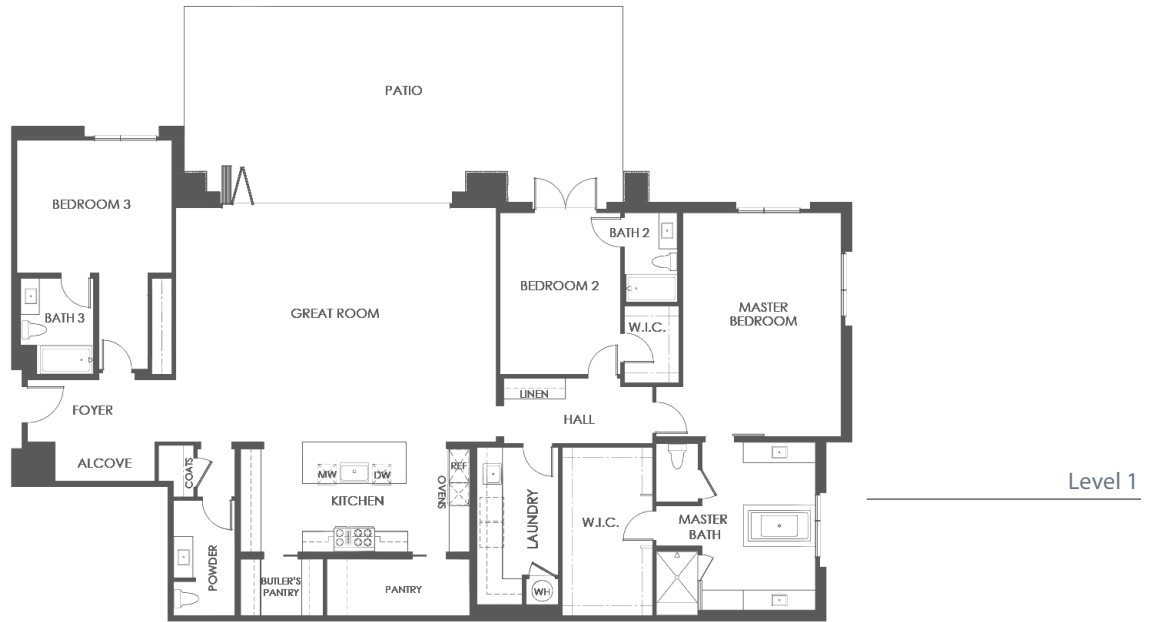 PATIO
BEDROOM 3
BATH 2
BEDROOM 2
GREAT ROOM
MASTER
BEDROOM
BATH 3
W.I.C.
LINEN
FOYER
HALL
ALCOVE
COATS
MW
DW
REF
OVENS
KITCHEN
LAUNDRY
W.I.C.
MASTER
BATH
Level 1
POWDER
BUTLER'S
PANTRY
PANTRY
WH